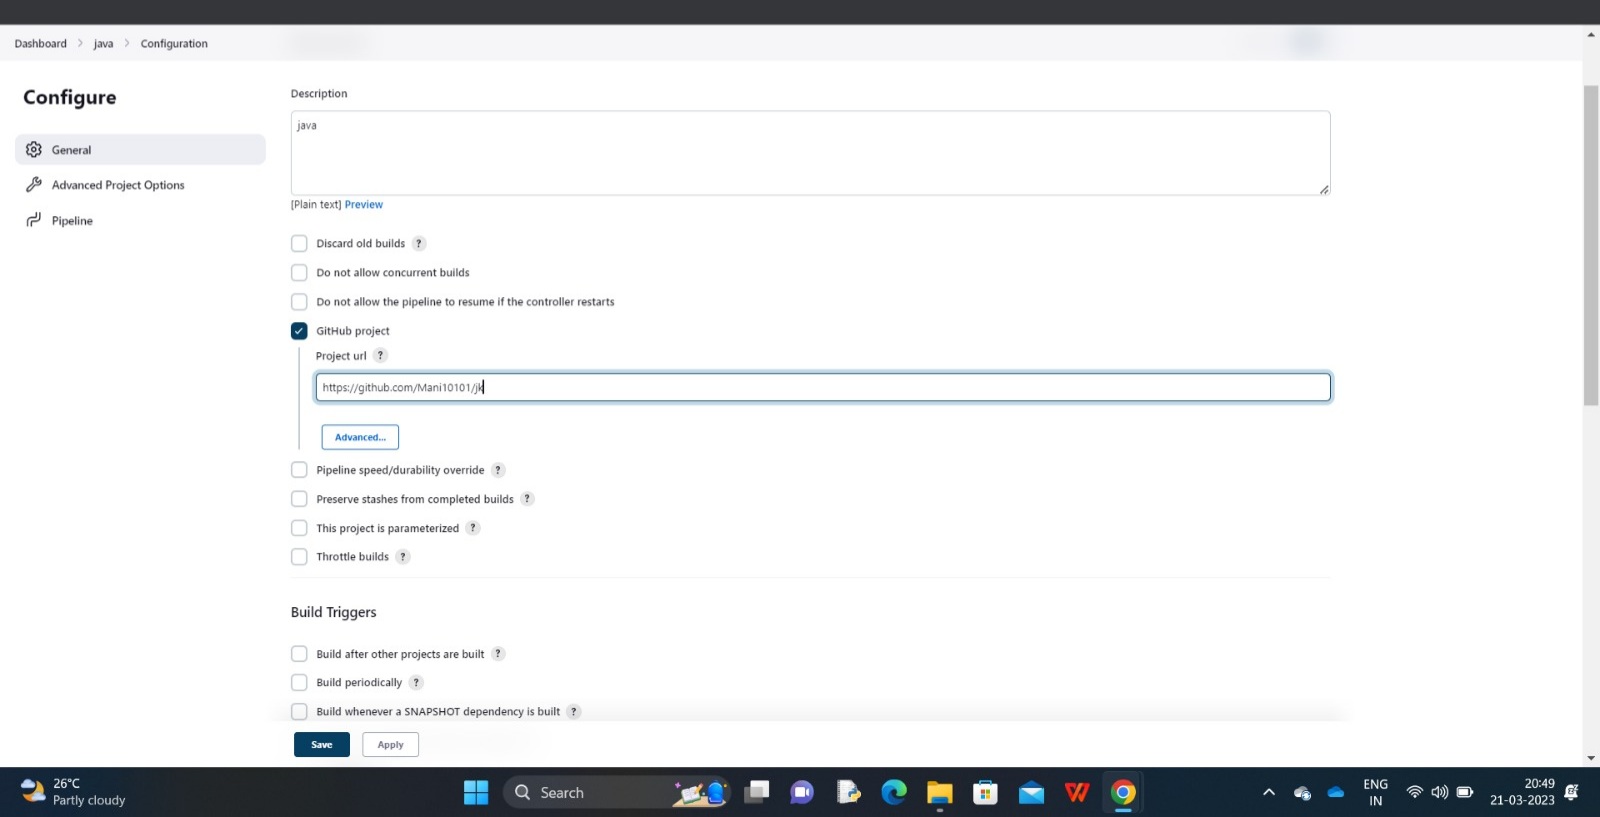 Dashboard > java > Configuration
Configure
General
Advanced Project Options
Pipeline
Description
java
[Plain text] Preview
Discard old builds ?
Do not allow concurrent builds
Do not allow the pipeline to resume if the controller restarts
GitHub project
Project url ?
https://github.com/Mani10101/jk
Advanced...
Pipeline speed/durability override ?
Preserve stashes from completed builds ?
This project is parameterized ?
Throttle builds ?
Build Triggers
Build after other projects are built ?
Build periodically ?
Build whenever a SNAPSHOT dependency is built ?
Save Apply
26°C
Partly cloudy
Search
ENG
IN
20:49
21-03-2023